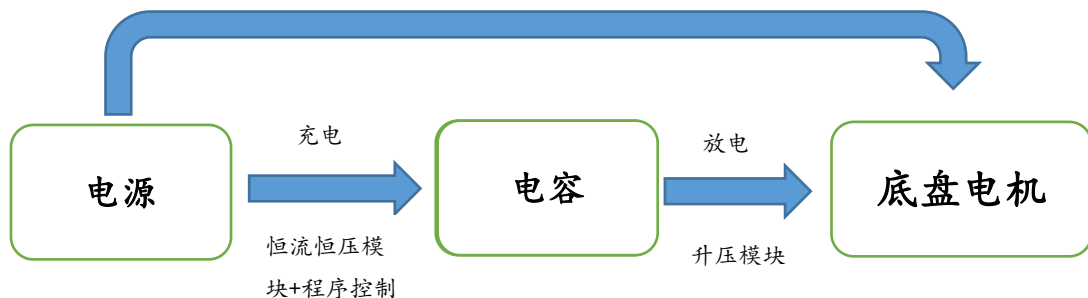 充电
放电
电源
电容
底盘电机
恒流恒压模
块+程序控制
升压模块